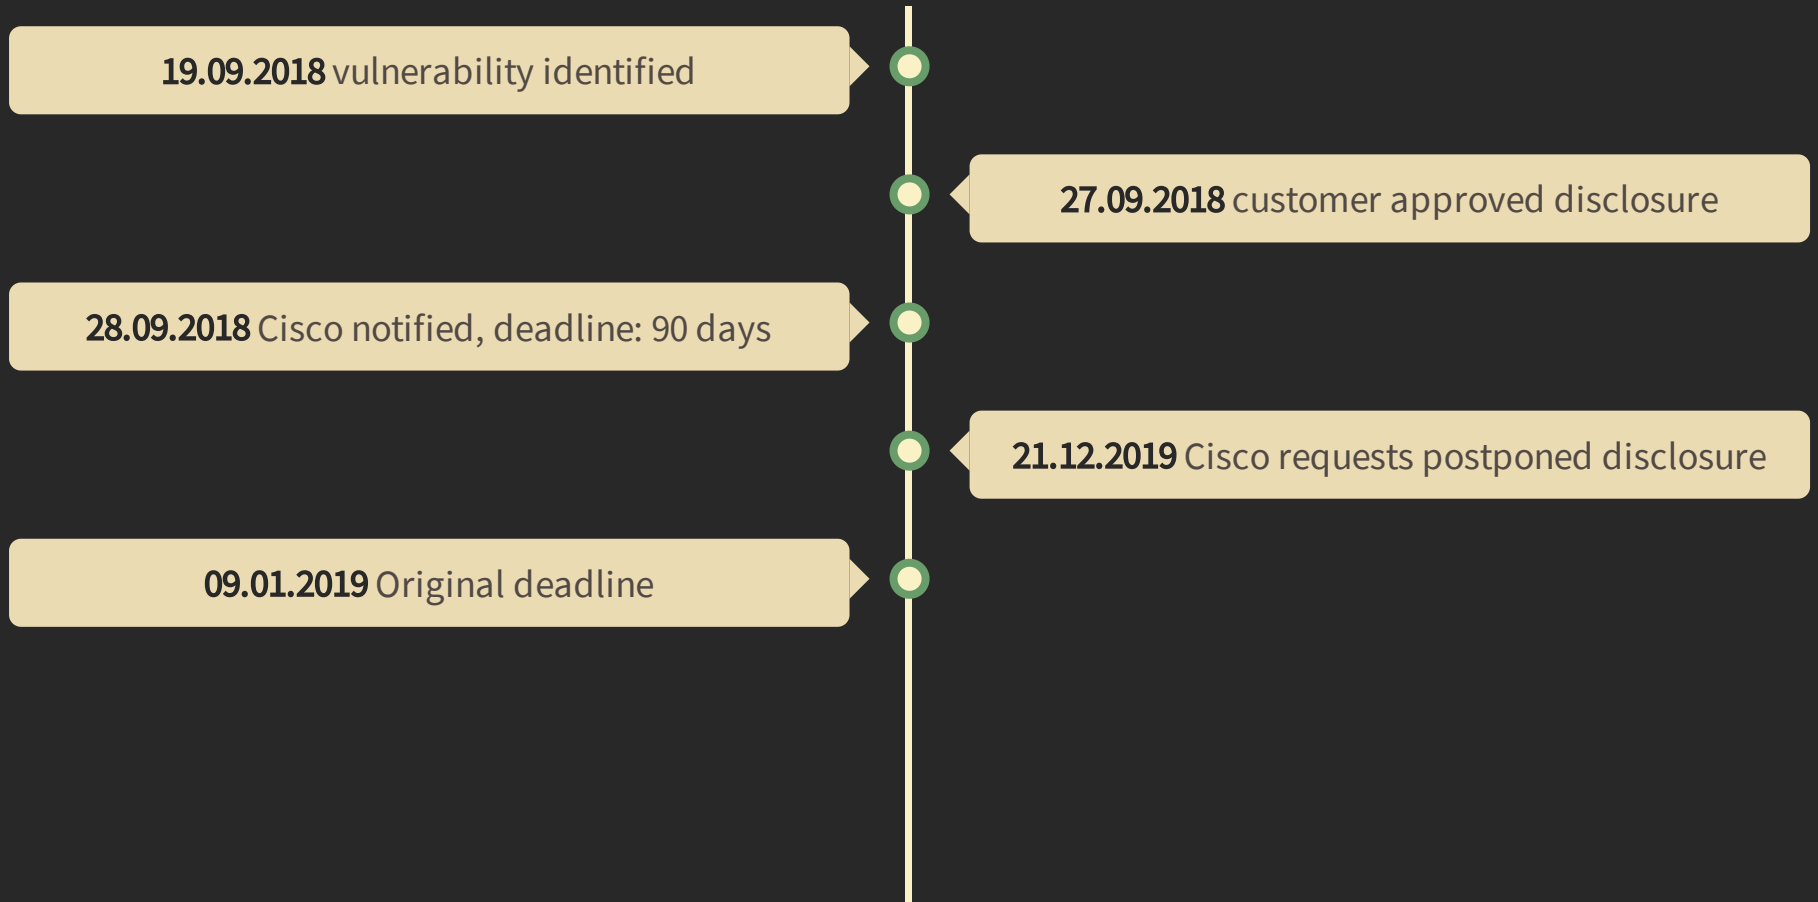 19.09.2018 vulnerability identified
27.09.2018 customer approved disclosure
28.09.2018 Cisco notified, deadline: 90 days
21.12.2019 Cisco requests postponed disclosure
09.01.2019 Original deadline